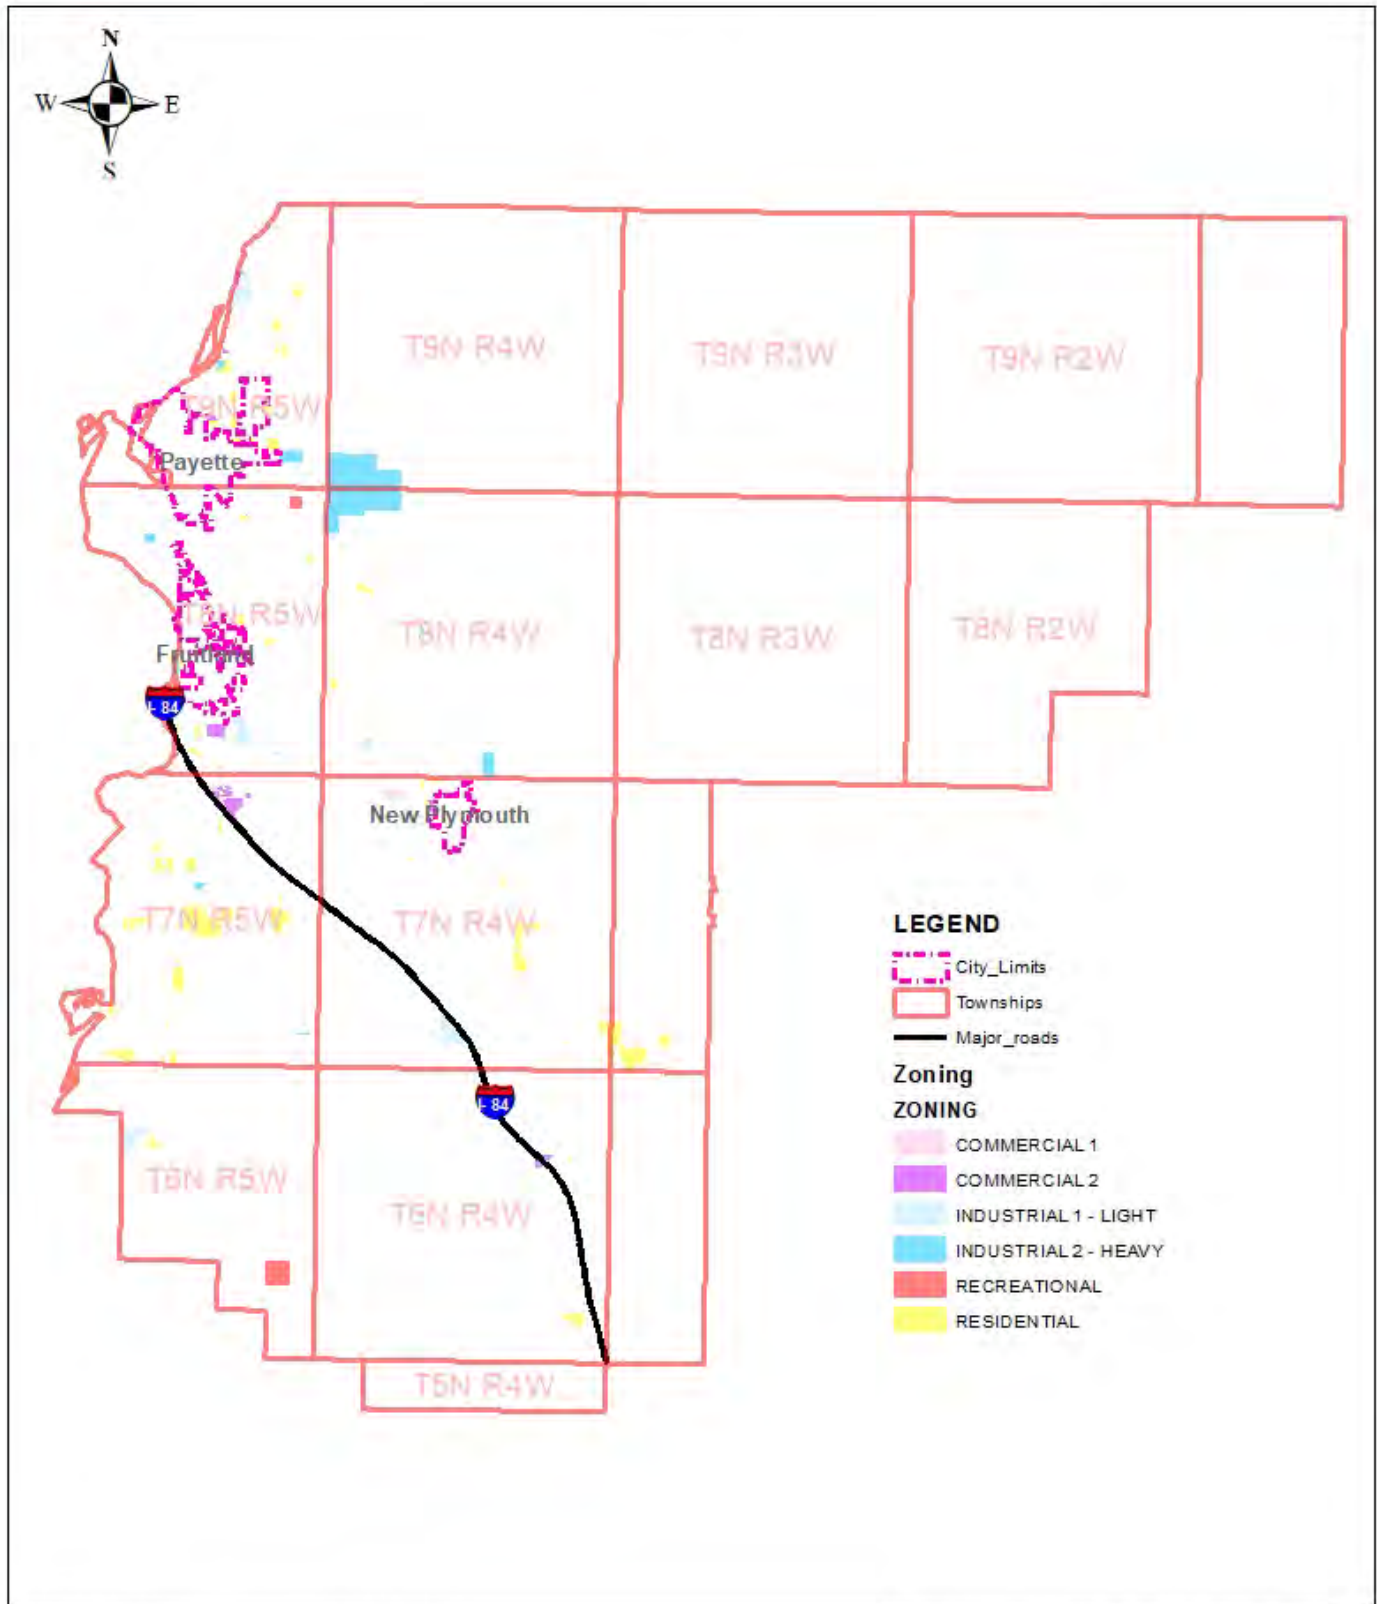 N
W E
S
T9N R4W
T9N R3W
T9N R2W
T9N R5W
Payette
T8N R5W
T8N R4W
T8N R3W
T8N R2W
Fruitland
I- 84
New Plymouth
T7N R5W
T7N R4W
LEGEND
City_Limits
Townships
Major_roads
Zoning
ZONING
COMMERCIAL 1
COMMERCIAL 2
INDUSTRIAL 1 - LIGHT
INDUSTRIAL 2 - HEAVY
RECREATIONAL
RESIDENTIAL
I- 84
T6N R5W
T6N R4W
T5N R4W